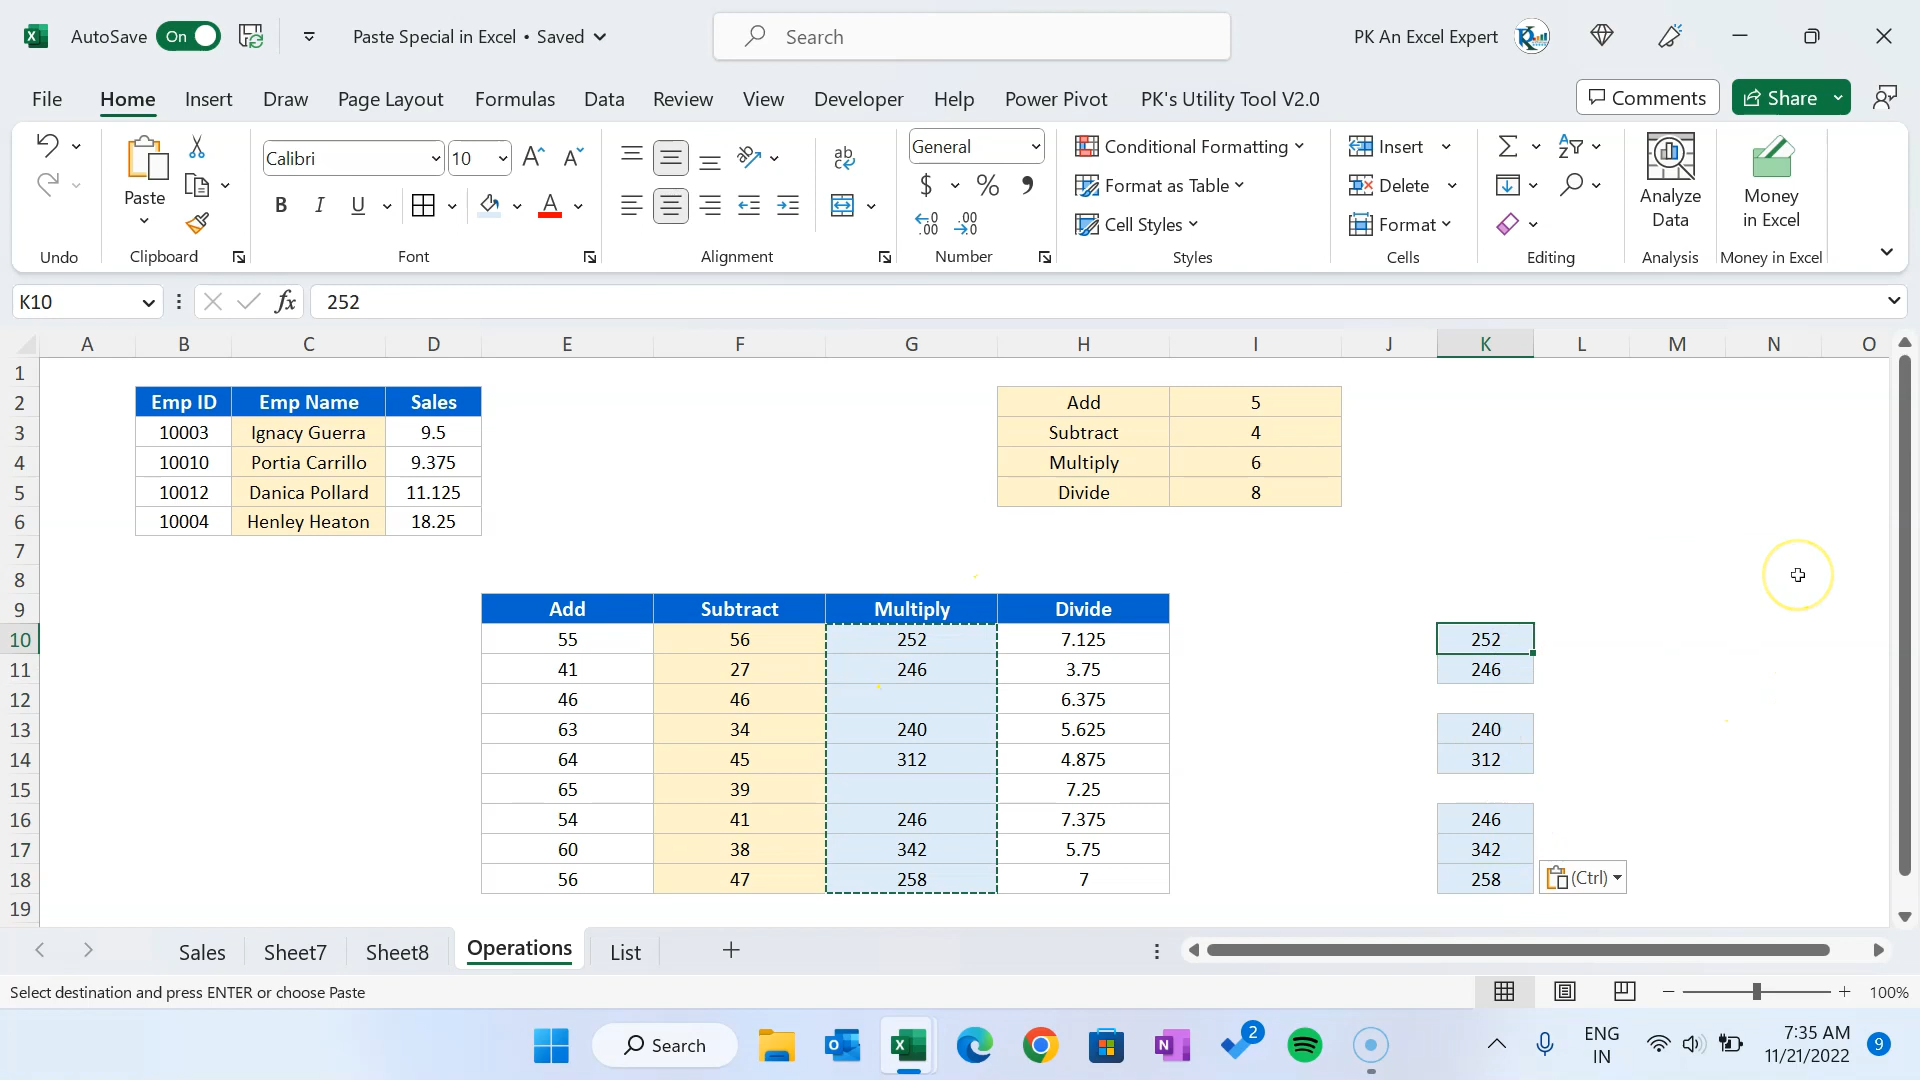 AutoSave On Paste Special in Excel • Saved Search PK An Excel Expert
File Home Insert Draw Page Layout Formulas Data Review View Developer Help Power Pivot PK's Utility Tool V2.0 Comments Share
Paste
Calibri 10
B I U A
ab
General
$ % ,
Conditional Formatting
Format as Table
Cell Styles
Insert
Delete
Format
Analyze Data
Money in Excel
Undo Clipboard Font Alignment Number Styles Cells Editing Analysis Money in Excel
K10 fx 252
A B C D E F G H I J K L M N O
1
2 Emp ID Emp Name Sales Add 5
3 10003 Ignacy Guerra 9.5 Subtract 4
4 10010 Portia Carrillo 9.375 Multiply 6
5 10012 Danica Pollard 11.125 Divide 8
6 10004 Henley Heaton 18.25
7
8
9 Add Subtract Multiply Divide
10 55 56 252 7.125 252
11 41 27 246 3.75 246
12 46 46 6.375
13 63 34 240 5.625 240
14 64 45 312 4.875 312
15 65 39 7.25
16 54 41 246 7.375 246
17 60 38 342 5.75 342
18 56 47 258 7 258 (Ctrl)
19
Sales Sheet7 Sheet8 Operations List +
Select destination and press ENTER or choose Paste 100%
Search 2 ENG 7:35 AM 9
IN 11/21/2022